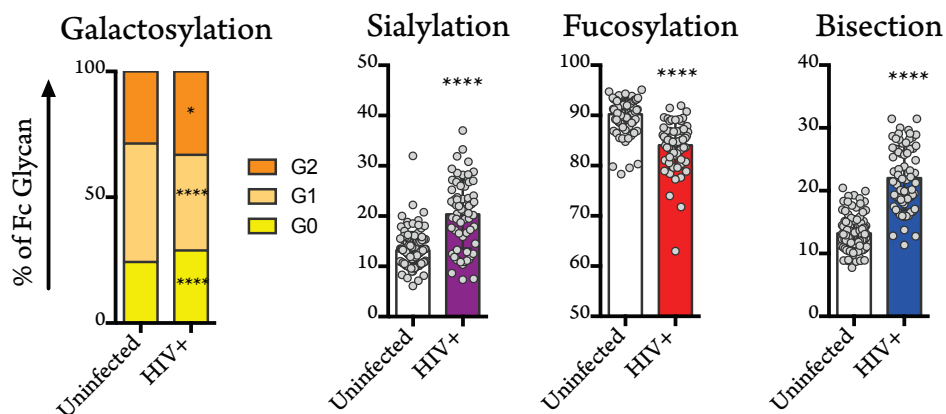 Galactosylation
Sialylation
Fucosylation
Bisection
% of Fc Glycan
100
50
0
*
****
****
G2
G1
G0
Uninfected
HIV+
50
40
30
20
10
0
****
Uninfected
HIV+
100
90
80
70
60
50
****
Uninfected
HIV+
40
30
20
10
0
****
Uninfected
HIV+